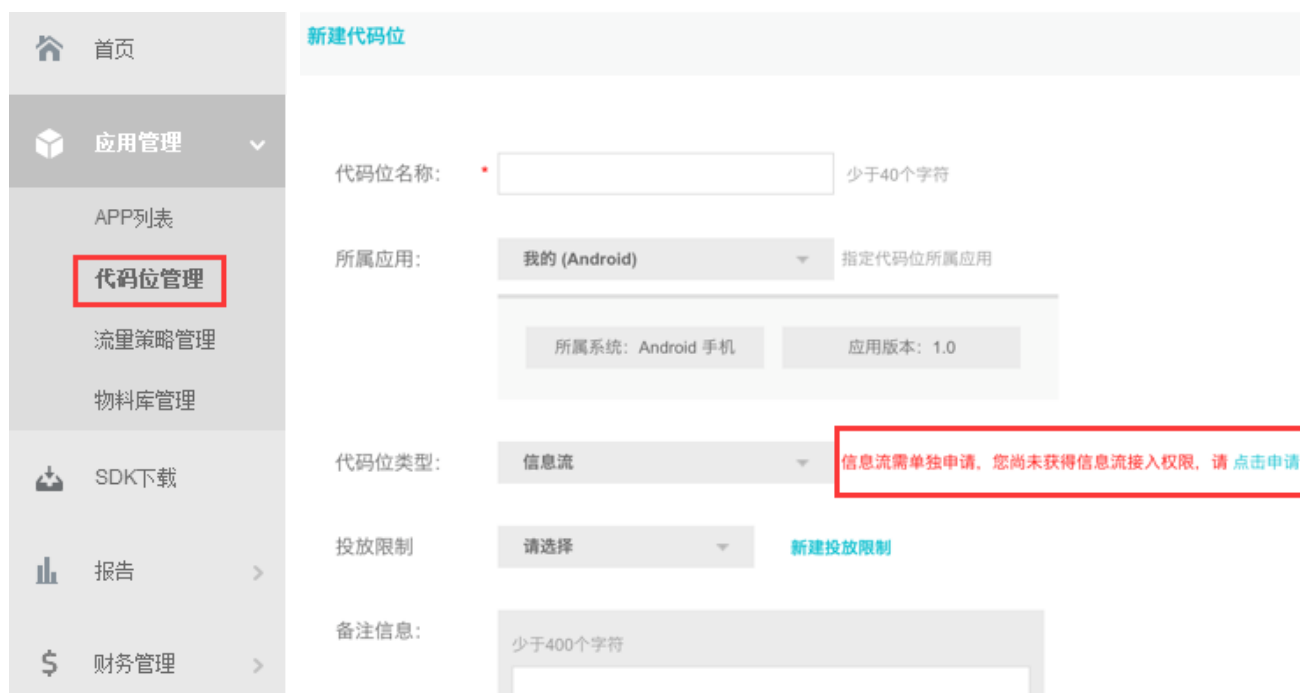 首页
应用管理
APP列表
代码位管理
流量策略管理
物料库管理
SDK下载
报告
财务管理
新建代码位
代码位名称: * 少于40个字符
所属应用: 我的 (Android) 指定代码位所属应用
所属系统: Android 手机 应用版本: 1.0
代码位类型: 信息流 信息流需单独申请, 您尚未获得信息流接入权限, 请 点击申请
投放限制 请选择 新建投放限制
备注信息:
少于400个字符